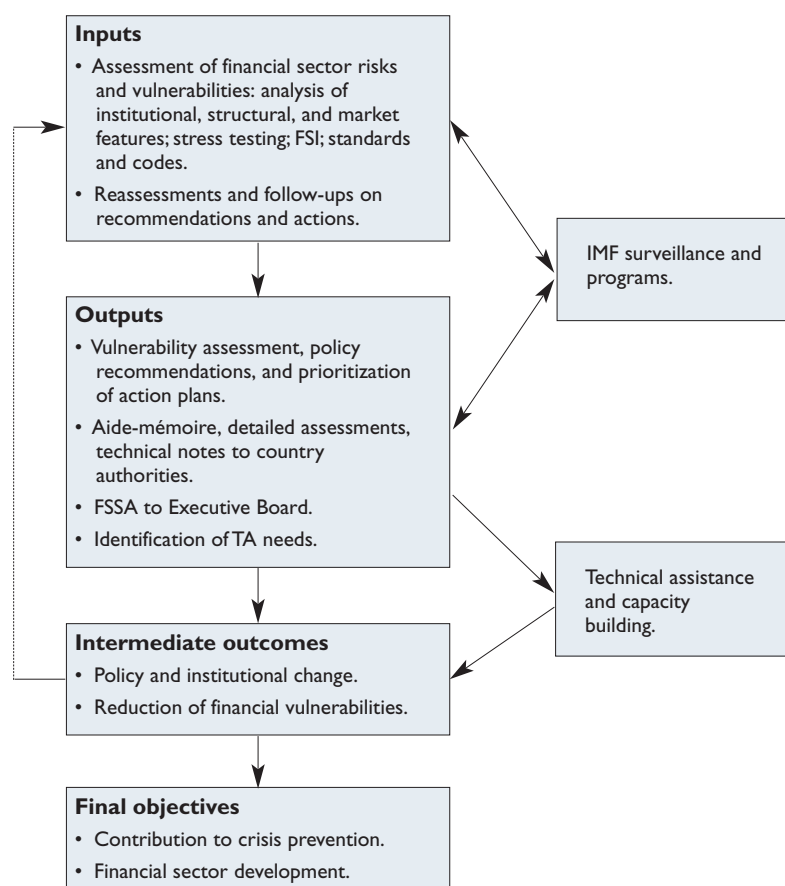 Inputs
• Assessment of financial sector risks
and vulnerabilities: analysis of
institutional, structural, and market
features; stress testing; FSI; standards
and codes.
• Reassessments and follow-ups on
recommendations and actions.
IMF surveillance and
programs.
Outputs
• Vulnerability assessment, policy
recommendations, and prioritization
of action plans.
• Aide-mémoire, detailed assessments,
technical notes to country
authorities.
• FSSA to Executive Board.
• Identification of TA needs.
Technical assistance
and capacity
building.
Intermediate outcomes
• Policy and institutional change.
• Reduction of financial vulnerabilities.
Final objectives
• Contribution to crisis prevention.
• Financial sector development.